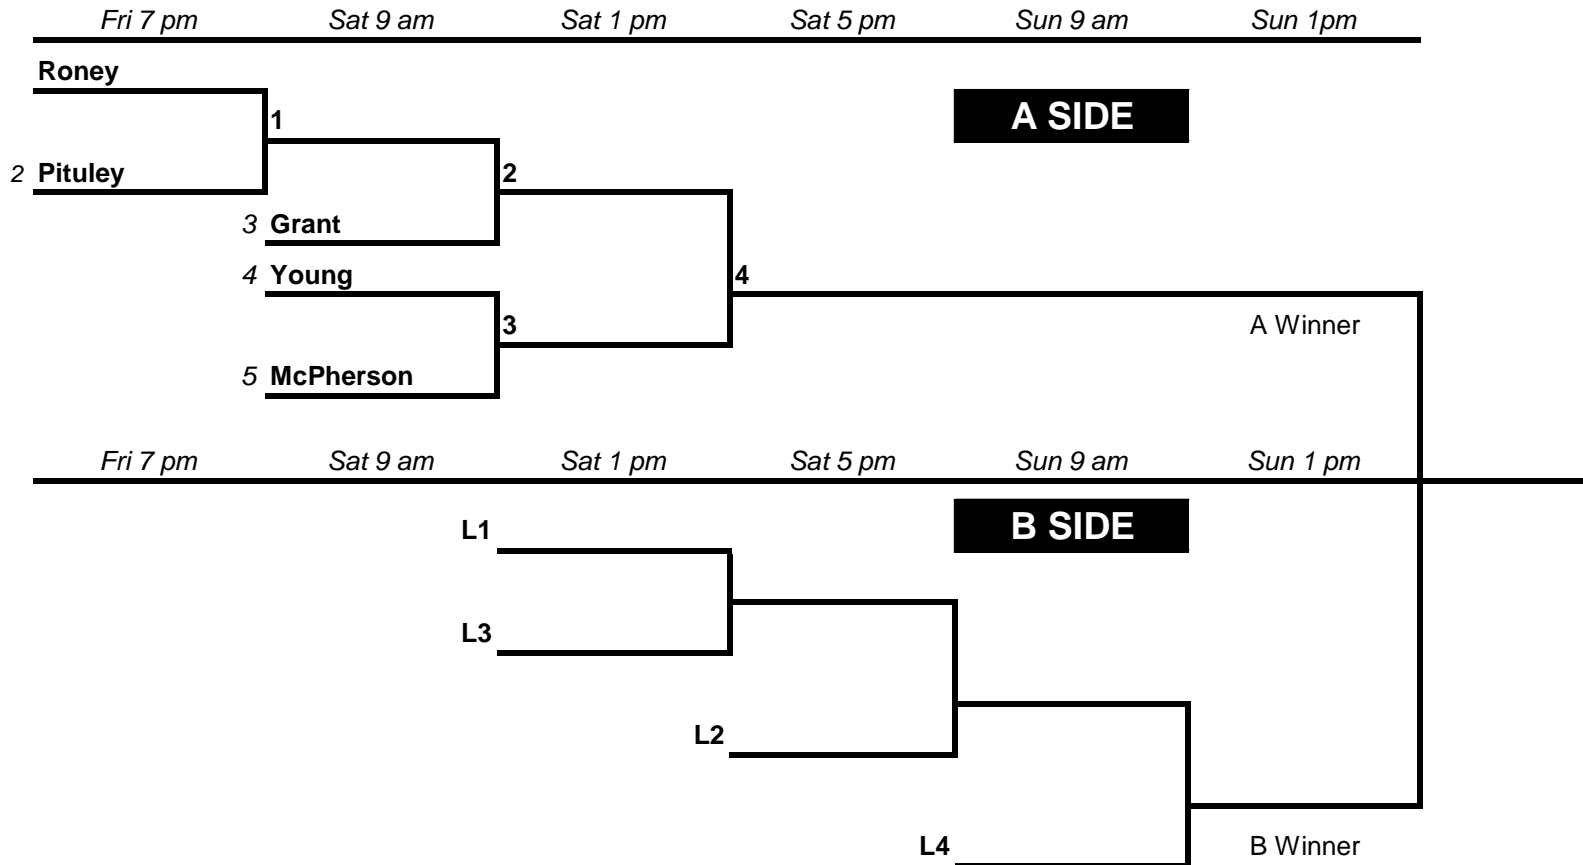 Fri 7 pm Sat 9 am Sat 1 pm Sat 5 pm Sun 9 am Sun 1pm
Roney
A SIDE
1
2 Pituley
2
3 Grant
4 Young
4
3
A Winner
5 McPherson
Fri 7 pm Sat 9 am Sat 1 pm Sat 5 pm Sun 9 am Sun 1 pm
B SIDE
L1
L3
L2
L4
B Winner